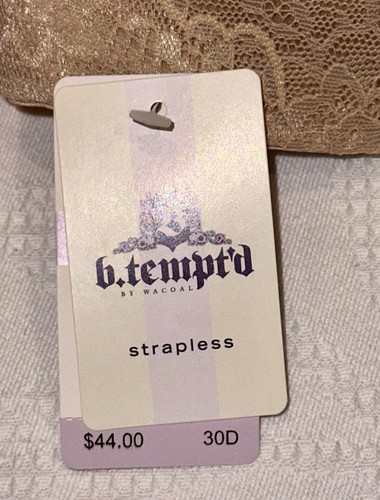 b.tempt'd
BY WACOAL
strapless
$44.00 30D